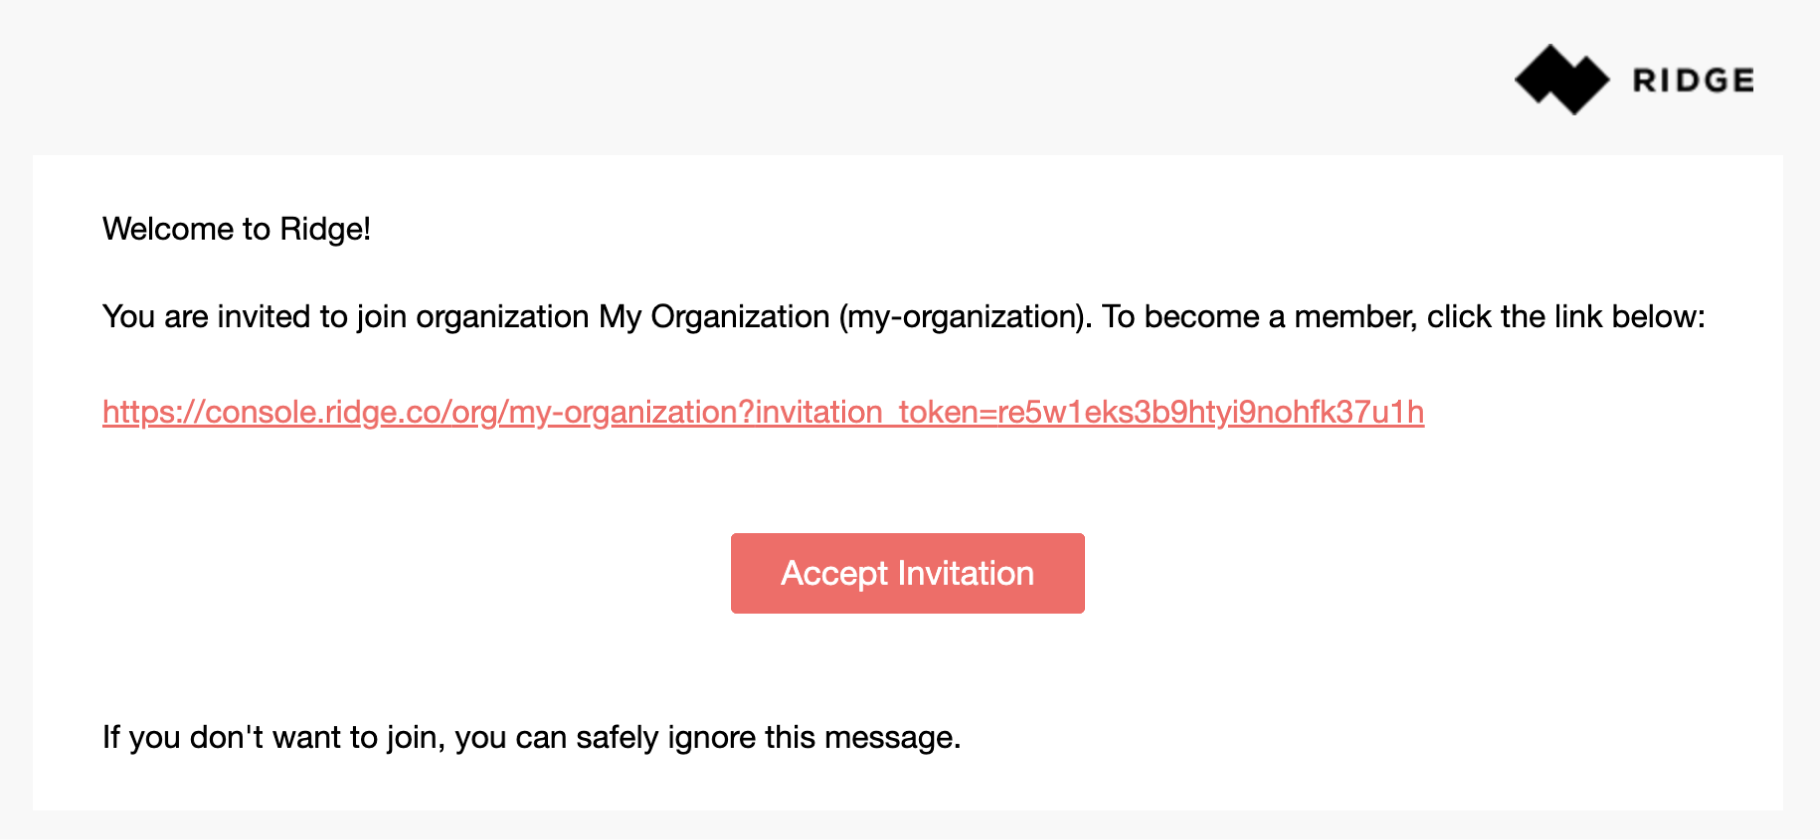 RIDGE
Welcome to Ridge!
You are invited to join organization My Organization (my-organization). To become a member, click the link below:
https://console.ridge.co/org/my-organization?invitation_token=re5w1eks3b9htyi9nohfk37u1h
Accept Invitation
If you don't want to join, you can safely ignore this message.